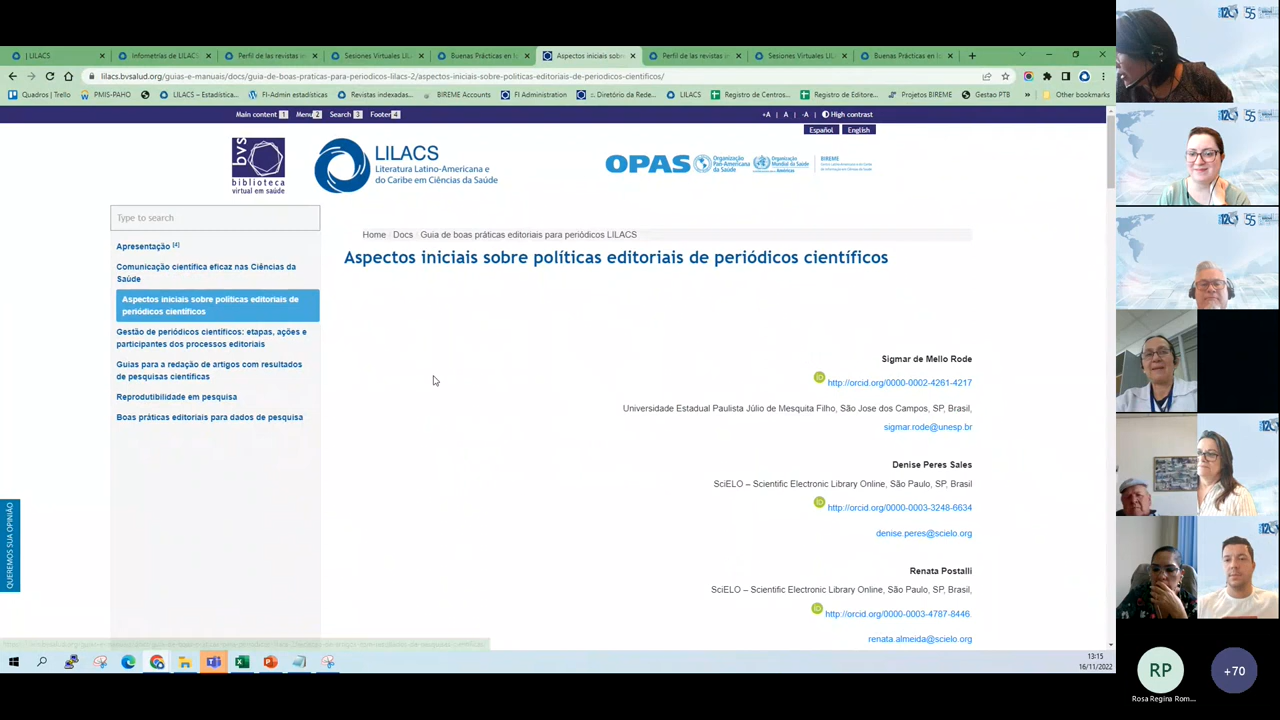 | LILACS
Infometrías de LILACS
Perfil de las revistas in
Sesiones Virtuales LIL
Buenas Prácticas en l
Aspectos iniciais sobre
Perfil de las revistas in
Sesiones Virtuales LIL
Buenas Prácticas en l
lilacs.bvsalud.org/guias-e-manuais/docs/guia-de-boas-praticas-para-periodicos-lilacs-2/aspectos-iniciais-sobre-politicas-editoriais-de-periodicos-cientificos/
Quadros | Trello
PMIS-PAHO
LILACS – Estadística...
FI-Admin estadísticas
Revistas indexadas...
BIREME Accounts
FI Administration
::. Diretório da Rede...
LILACS
Registro de Centros...
Registro de Editore...
Projetos BIREME
Gestao PTB
»
Other bookmarks
Main content 1 Menu 2 Search 3 Footer 4
+A | A | -A | High contrast
Español English
bvs
biblioteca
virtual em saúde
LILACS
Literatura Latino-Americana e
do Caribe em Ciências da Saúde
OPAS
Organização
Pan-Americana
da Saúde
Organização
Mundial da Saúde
Américas
BIREME
Type to search
Apresentação [4]
Comunicação científica eficaz nas Ciências da
Saúde
Aspectos iniciais sobre políticas editoriais de
periódicos científicos
Gestão de periódicos científicos: etapas, ações e
participantes dos processos editoriais
Guias para a redação de artigos com resultados
de pesquisas científicas
Reprodutibilidade em pesquisa
Boas práticas editoriais para dados de pesquisa
Home / Docs / Guia de boas práticas editoriais para periódicos LILACS
Aspectos iniciais sobre políticas editoriais de periódicos científicos
Sigmar de Mello Rode
iD http://orcid.org/0000-0002-4261-4217
Universidade Estadual Paulista Júlio de Mesquita Filho, São Jose dos Campos, SP, Brasil,
sigmar.rode@unesp.br
Denise Peres Sales
SciELO – Scientific Electronic Library Online, São Paulo, SP, Brasil
iD http://orcid.org/0000-0003-3248-6634
denise.peres@scielo.org
Renata Postalli
SciELO – Scientific Electronic Library Online, São Paulo, SP, Brasil,
iD http://orcid.org/0000-0003-4787-8446
renata.almeida@scielo.org
QUEREMOS SUA OPINIÃO
13:15
16/11/2022
RP
Rosa Regina Rom...
+70